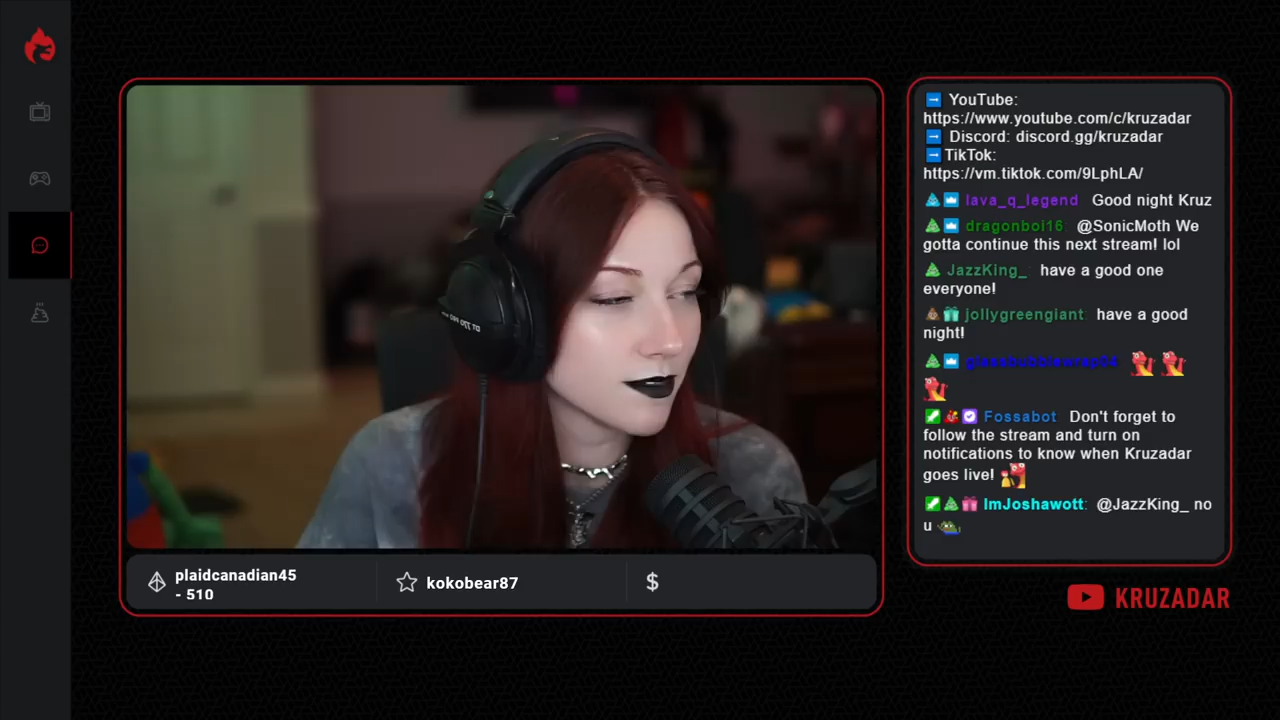 YouTube:
https://www.youtube.com/c/kruzadar
Discord: discord.gg/kruzadar
TikTok:
https://vm.tiktok.com/9LphLA/
lava_q_legend Good night Kruz
dragonboi16: @SonicMoth We
gotta continue this next stream! lol
JazzKing_: have a good one
everyone!
jollygreengiant: have a good
night!
Fossabot: Don't forget to
follow the stream and turn on
notifications to know when Kruzadar
goes live!
ImJoshawott: @JazzKing_ no
u
DT 770 PRO
plaidcanadian45
- 510
kokobear87
$
KRUZADAR